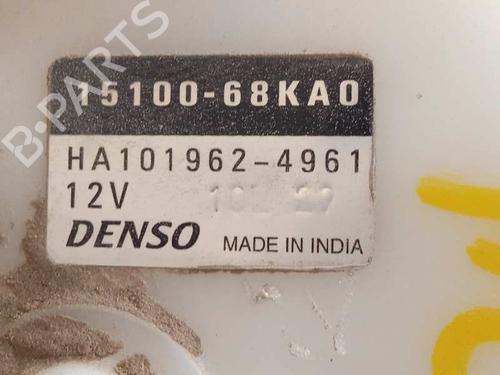 15100-68KA0
HA101962-4961
12V
DENSO MADE IN INDIA
B-PARTS